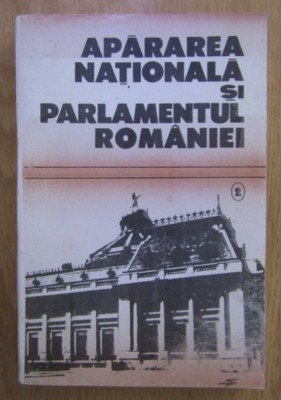 APĂRAREA
NAȚIONALĂ
ȘI
PARLAMENTUL
ROMÂNIEI
2